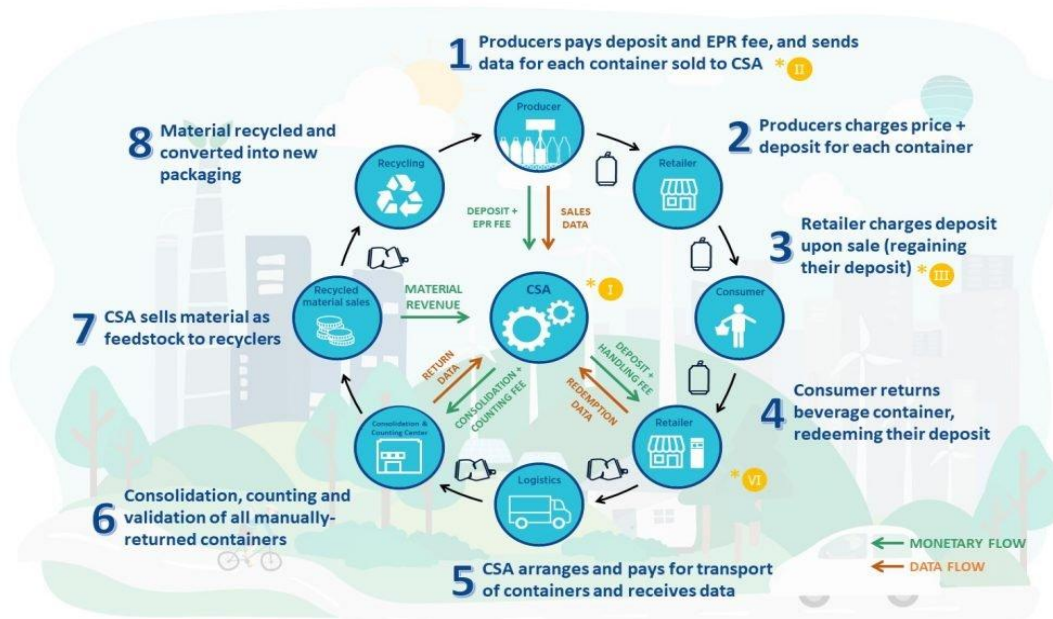 1 Producers pays deposit and EPR fee, and sends
data for each container sold to CSA * II
Producer
8 Material recycled and
converted into new
packaging
Recycling
2 Producers charges price +
deposit for each container
Retailer
DEPOSIT +
EPR FEE
SALES
DATA
3 Retailer charges deposit
upon sale (regaining
their deposit) * III
Recycled
material sales
MATERIAL
REVENUE
CSA
* I
Consumer
7 CSA sells material as
feedstock to recyclers
RETURN
DATA
CONSOLIDATION +
COUNTING FEE
DEPOSIT +
HANDLING FEE
REDEMPTION
DATA
4 Consumer returns
beverage container,
redeeming their deposit
Consolidation &
Counting Center
Retailer
* VI
Logistics
6 Consolidation, counting and
validation of all manually-
returned containers
5 CSA arranges and pays for transport
of containers and receives data
MONETARY FLOW
DATA FLOW